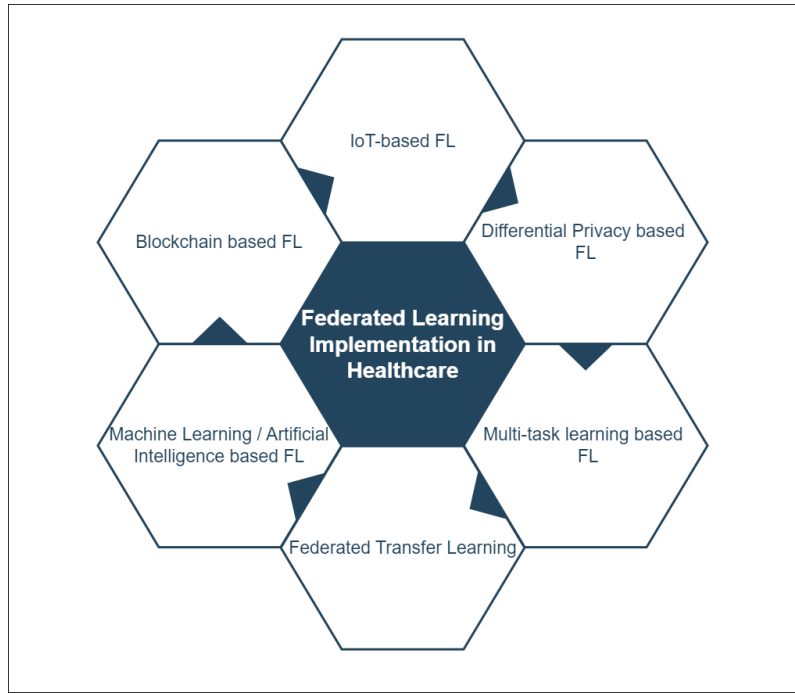 IoT-based FL
Blockchain based FL
Differential Privacy based
FL
Federated Learning
Implementation in
Healthcare
Machine Learning / Artificial
Intelligence based FL
Multi-task learning based
FL
Federated Transfer Learning